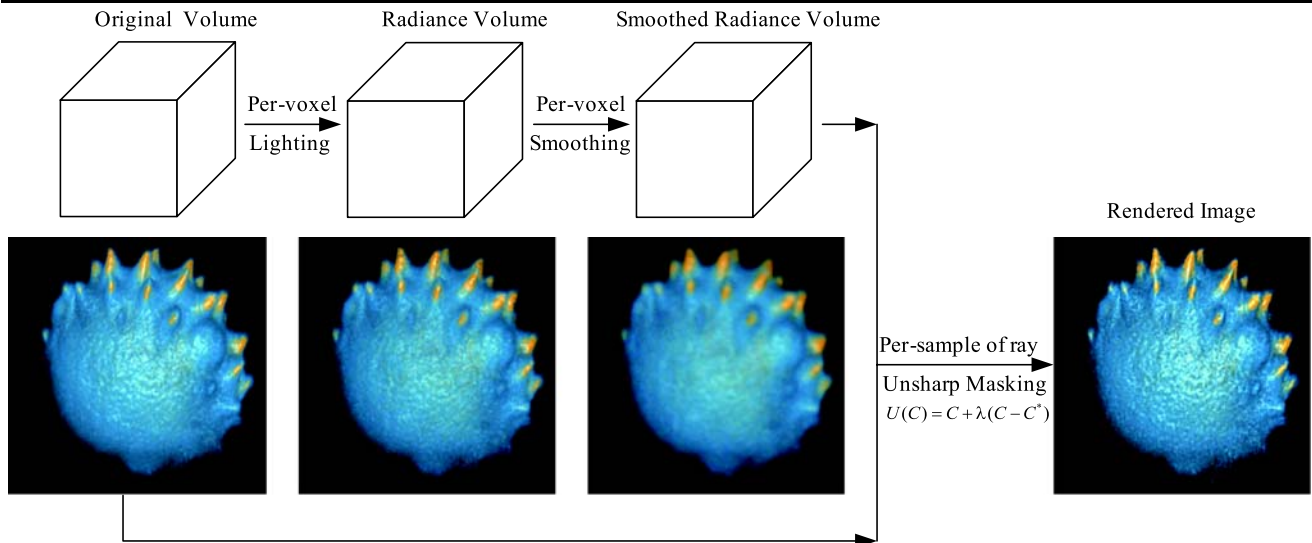 Original Volume
Radiance Volume
Smoothed Radiance Volume
Per-voxel
Lighting
Per-voxel
Smoothing
Rendered Image
Per-sample of ray
Unsharp Masking
U(C) = C + λ(C − C*)